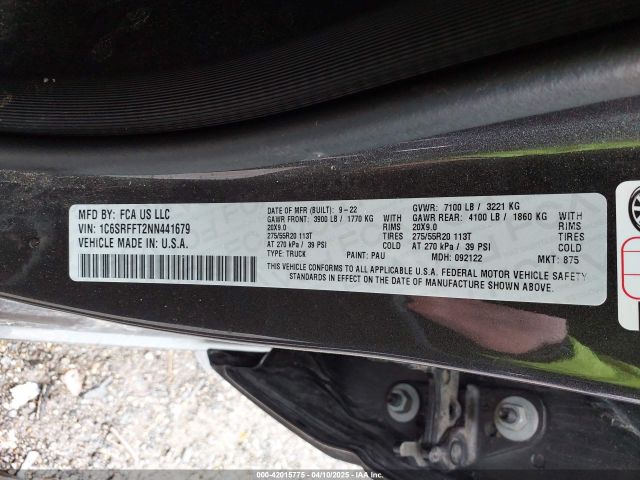 MFD BY: FCA US LLC
VIN: 1C6SRFFT2NN441679
VEHICLE MADE IN U.S.A.
DATE OF MFR (BUILT): 9-22
GAWR FRONT: 3900 LB / 1770 KG
20X9.0 RIMS
275/55R20 113T TIRES
AT 270 kPa / 39 PSI COLD
TYPE: TRUCK PAINT: PAU
GVWR: 7100 LB / 3221 KG
GAWR REAR: 4100 LB / 1860 KG
20X9.0 RIMS
275/55R20 113T TIRES
AT 270 kPa / 39 PSI COLD
MDH: 092122 MKT: 875
THIS VEHICLE CONFORMS TO ALL APPLICABLE U.S.A. FEDERAL MOTOR VEHICLE SAFETY
STANDARDS IN EFFECT ON THE DATE OF MANUFACTURE SHOWN ABOVE.
000-42015775 - 04/10/2025 - IAAI.COM